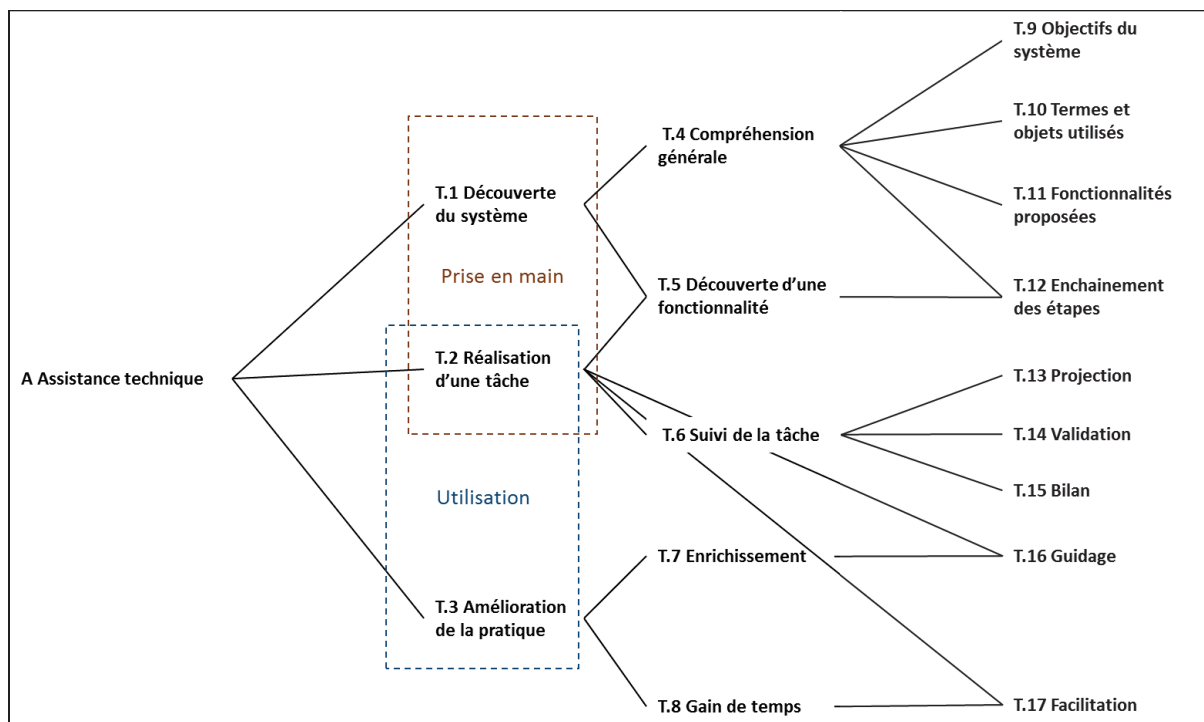 A Assistance technique
T.1 Découverte
du système
Prise en main
T.2 Réalisation
d'une tâche
Utilisation
T.3 Amélioration
de la pratique
T.4 Compréhension
générale
T.5 Découverte d'une
fonctionnalité
T.6 Suivi de la tâche
T.7 Enrichissement
T.8 Gain de temps
T.9 Objectifs du
système
T.10 Termes et
objets utilisés
T.11 Fonctionnalités
proposées
T.12 Enchainement
des étapes
T.13 Projection
T.14 Validation
T.15 Bilan
T.16 Guidage
T.17 Facilitation